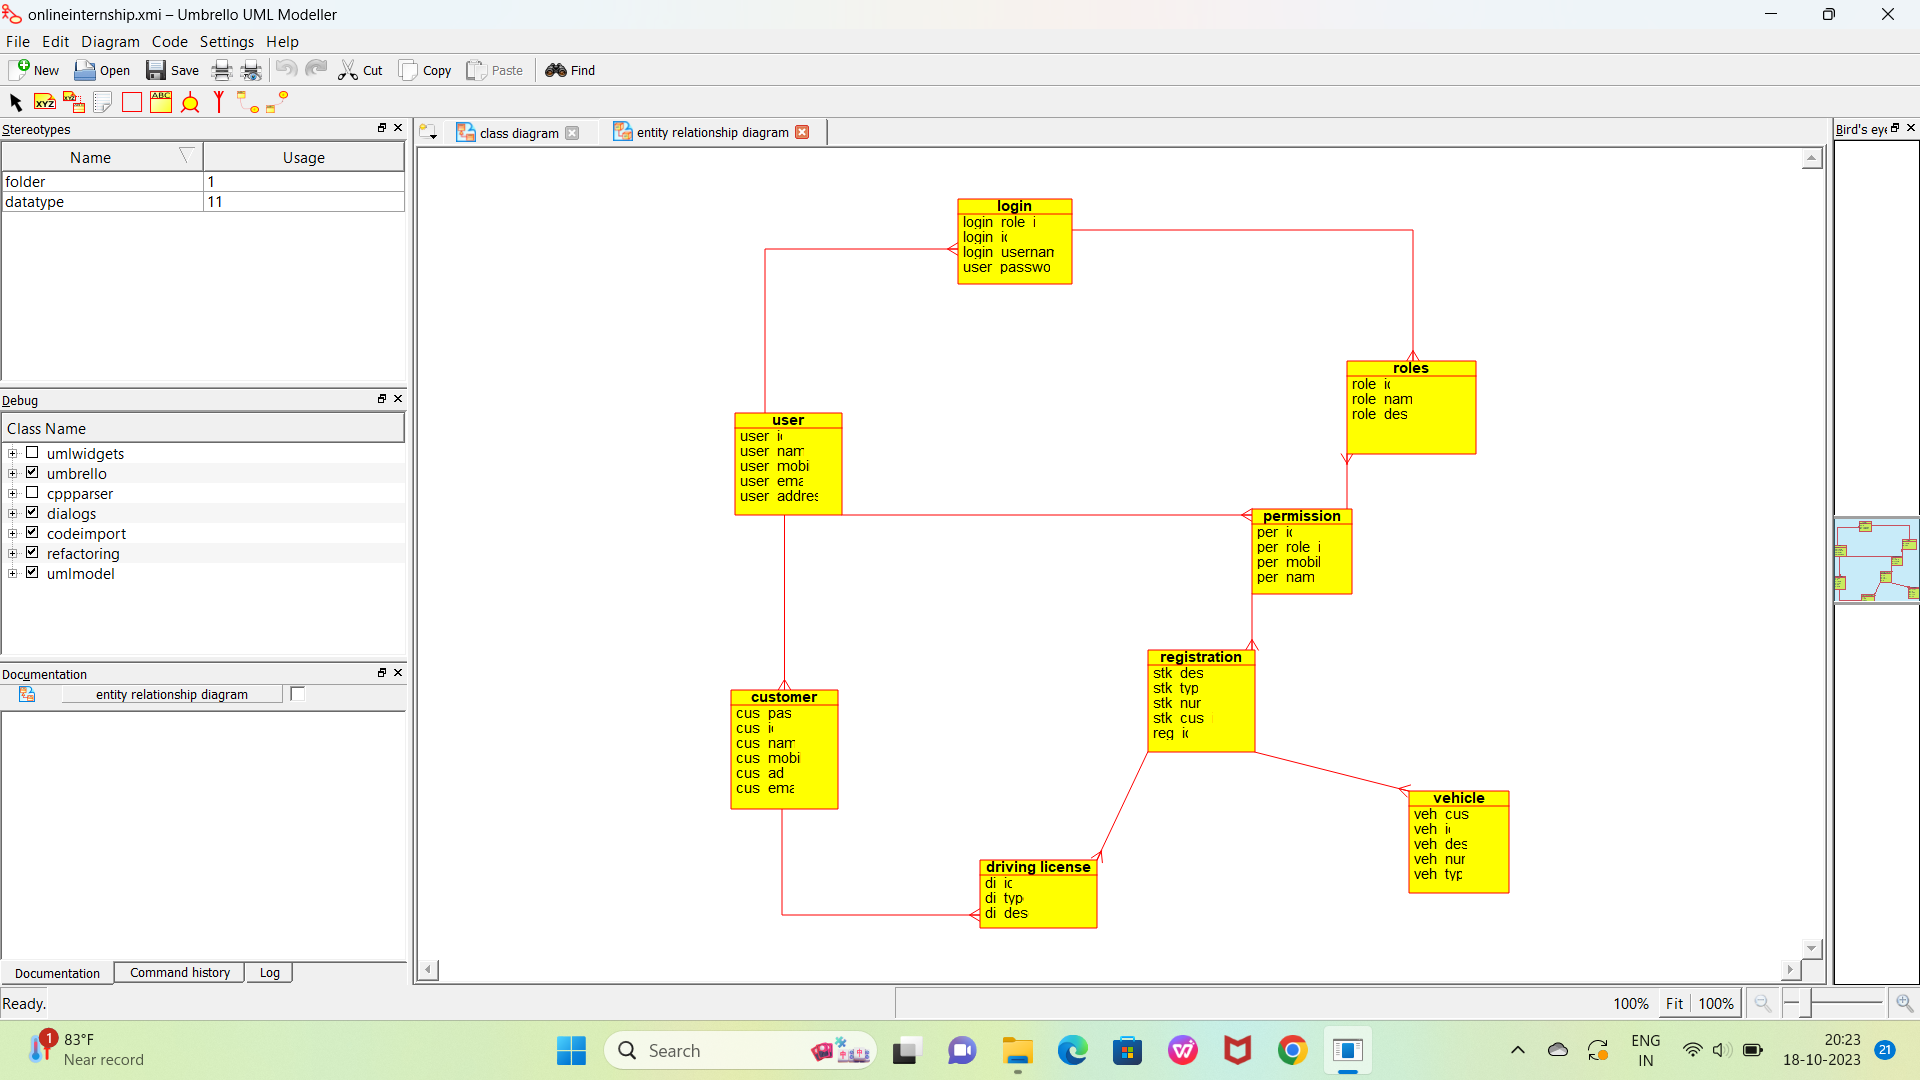 onlineinternship.xmi – Umbrello UML Modeller
File Edit Diagram Code Settings Help
New Open Save Cut Copy Paste Find
XYZ XYZ ABC
Stereotypes
Name Usage
folder 1
datatype 11
Debug
Class Name
umlwidgets
umbrello
cppparser
dialogs
codeimport
refactoring
umlmodel
Documentation
entity relationship diagram
Documentation Command history Log
Ready.
class diagram entity relationship diagram
login
login role i
login
login usernam
user passwo
roles
role
role nam
role des
user
user
user nam
user mobi
user ema
user addres
permission
per
per role i
per mobil
per nam
registration
stk des
stk typ
stk nur
stk cus
reg
customer
cus pas
cus
cus nam
cus mobi
cus ad
cus ema
vehicle
veh cus
veh
veh des
veh nur
veh typ
driving license
di
di typ
di des
Bird's eye
100% Fit 100%
1 83°F
Near record
Search
ENG
IN
20:23
18-10-2023
21